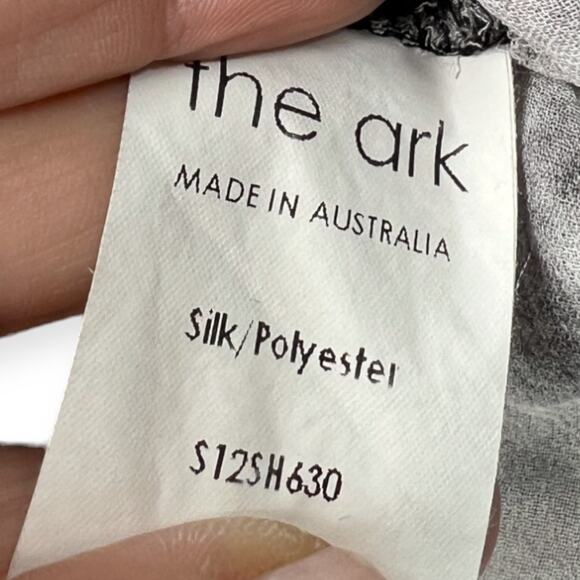 the ark
MADE IN AUSTRALIA
Silk/Polyester
S12SH630